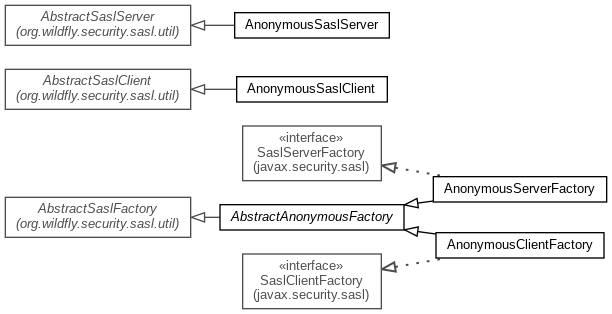 AbstractSaslServer
(org.wildfly.security.sasl.util)
AnonymousSaslServer
AbstractSaslClient
(org.wildfly.security.sasl.util)
AnonymousSaslClient
«interface»
SaslServerFactory
(javax.security.sasl)
AnonymousServerFactory
AbstractSaslFactory
(org.wildfly.security.sasl.util)
AbstractAnonymousFactory
AnonymousClientFactory
«interface»
SaslClientFactory
(javax.security.sasl)